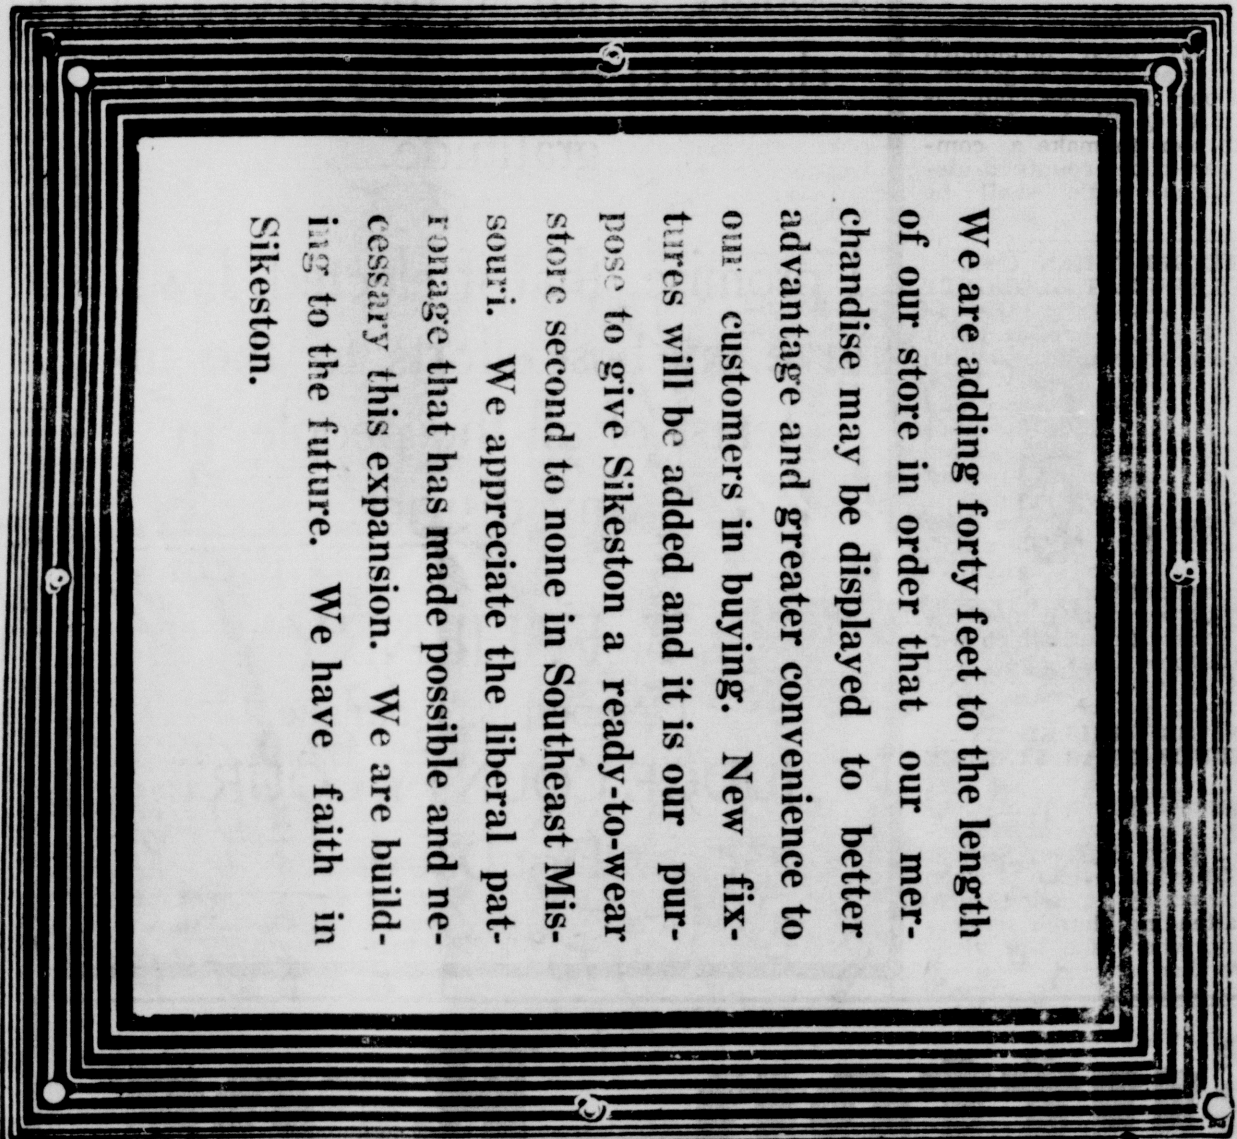 We are adding forty feet to the length
of our store in order that our mer-
chandise may be displayed to better
advantage and greater convenience to
our customers in buying. New fix-
tures will be added and it is our pur-
pose to give Sikeston a ready-to-wear
store second to none in Southeast Mis-
souri. We appreciate the liberal pat-
ronage that has made possible and ne-
cessary this expansion. We are build-
ing to the future. We have faith in
Sikeston.